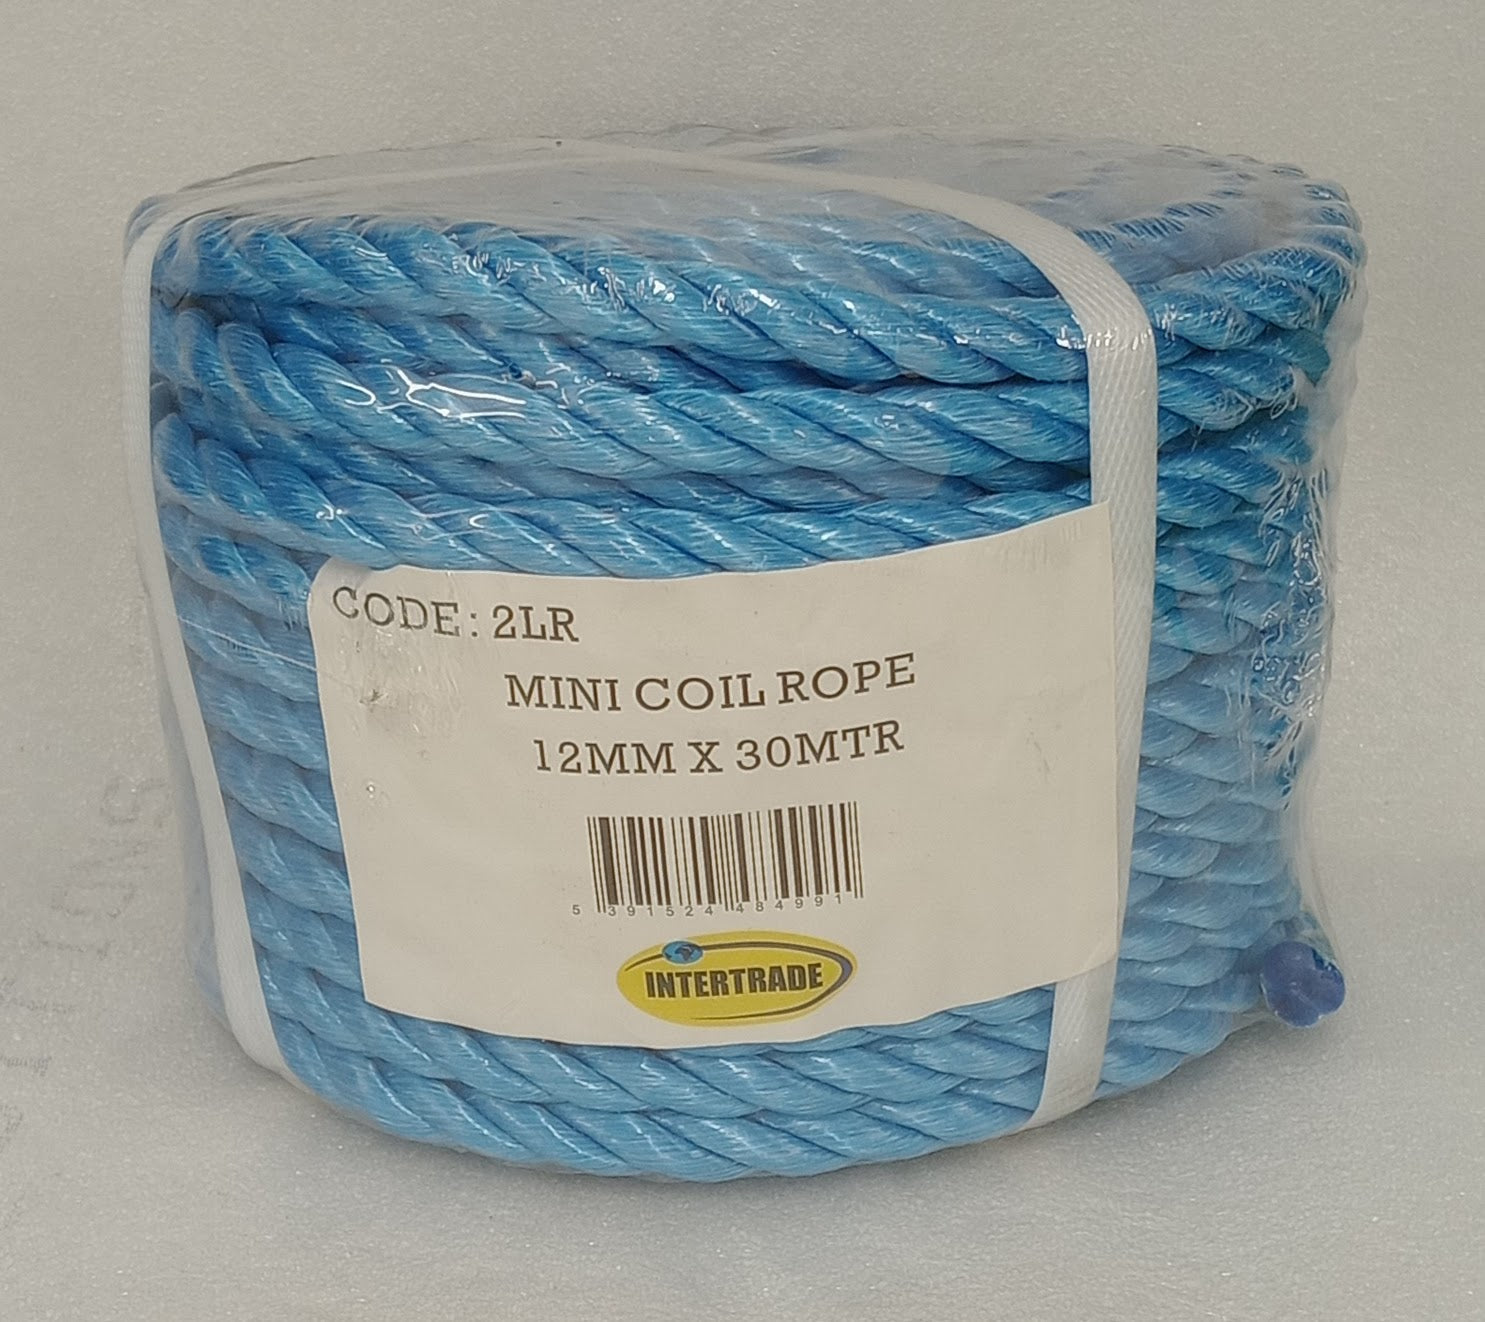 CODE: 2LR
MINI COIL ROPE
12MM X 30MTR
5 391524 484991
INTERTRADE